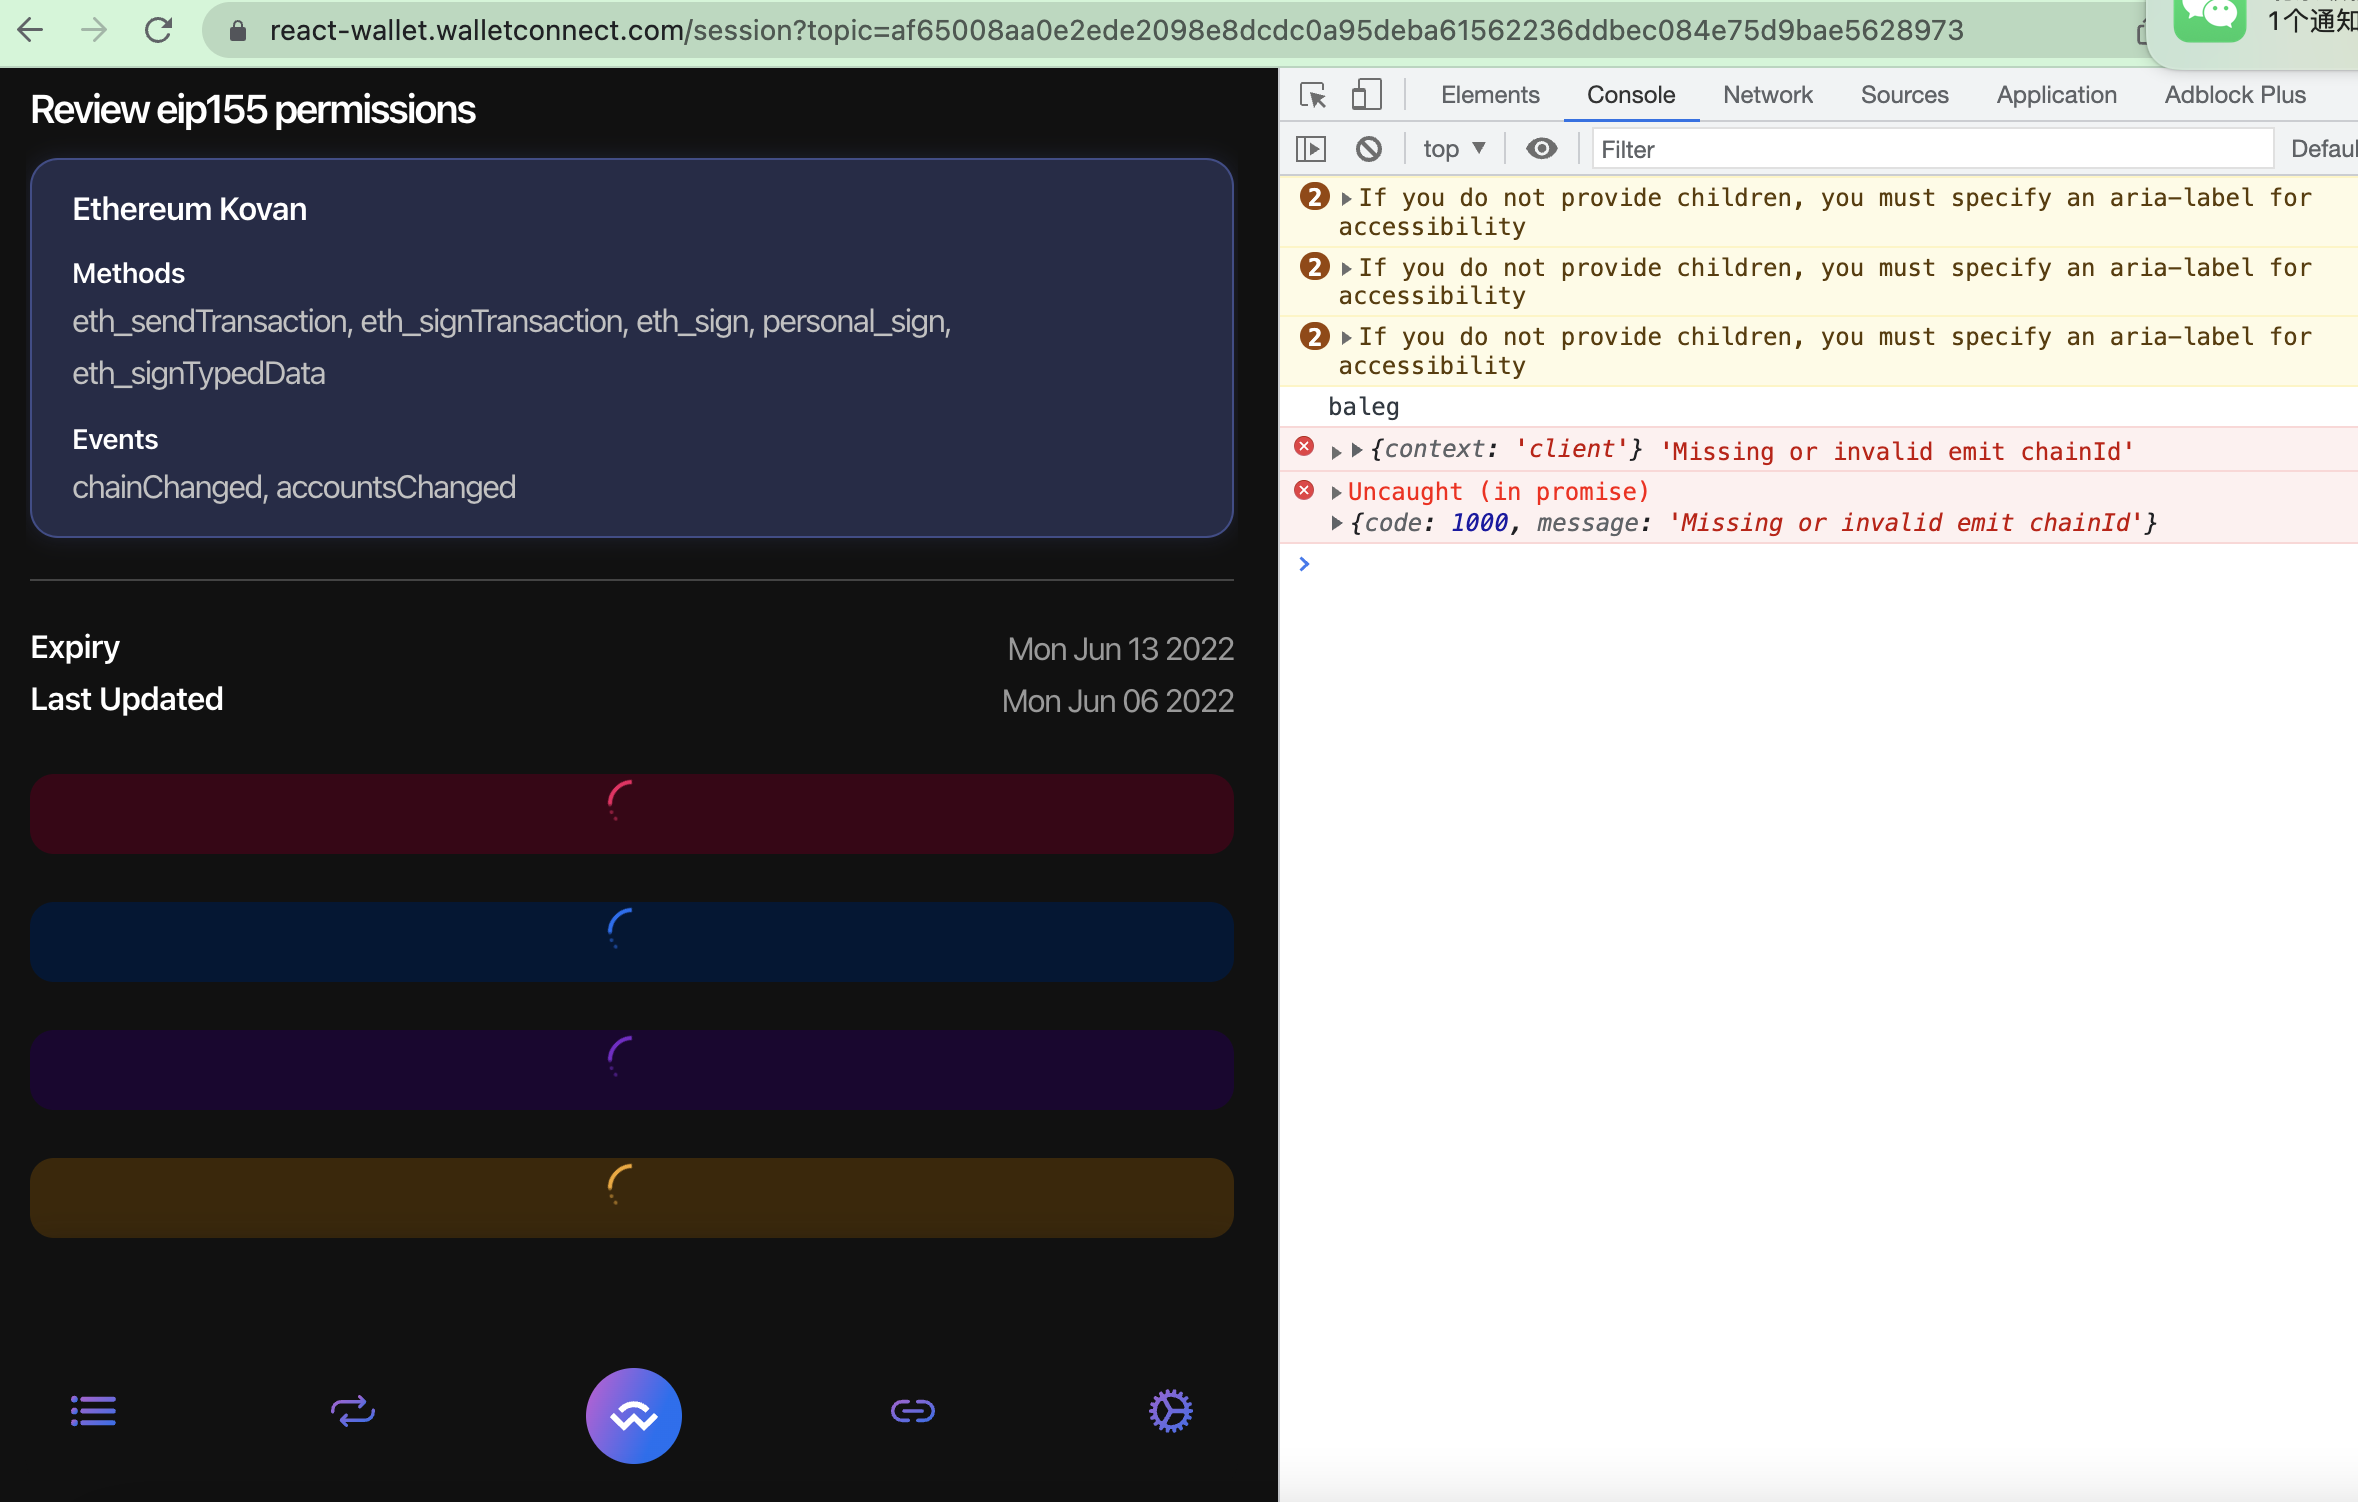 react-wallet.walletconnect.com/session?topic=af65008aa0e2ede2098e8dcdc0a95deba61562236ddbec084e75d9bae5628973
1个通知
Review eip155 permissions
Ethereum Kovan
Methods
eth_sendTransaction, eth_signTransaction, eth_sign, personal_sign,
eth_signTypedData
Events
chainChanged, accountsChanged
Expiry
Mon Jun 13 2022
Last Updated
Mon Jun 06 2022
Elements Console Network Sources Application Adblock Plus
top Filter Defaul
2 If you do not provide children, you must specify an aria-label for
accessibility
2 If you do not provide children, you must specify an aria-label for
accessibility
2 If you do not provide children, you must specify an aria-label for
accessibility
baleg
{context: 'client'} 'Missing or invalid emit chainId'
Uncaught (in promise)
{code: 1000, message: 'Missing or invalid emit chainId'}